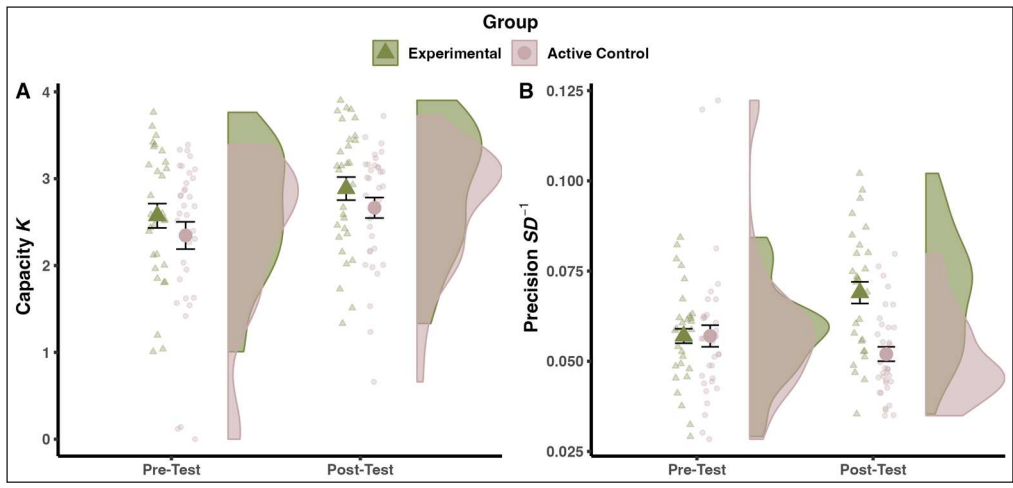 Group
Experimental
Active Control
A
4
3
2
1
0
Capacity K
Pre-Test
Post-Test
B
0.125
0.100
0.075
0.050
0.025
Precision SD⁻¹
Pre-Test
Post-Test